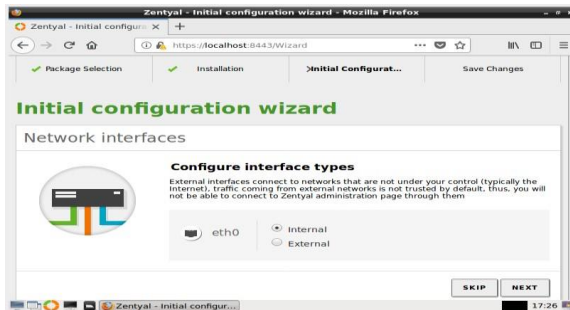 Zentyal - Initial configuration wizard - Mozilla Firefox
Zentyal - Initial configura
https://localhost:8443/Wizard
Package Selection
Installation
Initial Configurat...
Save Changes
Initial configuration wizard
Network interfaces
Configure interface types
External interfaces connect to networks that are not under your control (typically the
Internet), traffic coming from external networks is not trusted by default, thus, you will
not be able to connect to Zentyal administration page through them
eth0
Internal
External
SKIP
NEXT
Zentyal - Initial configur...
17:26